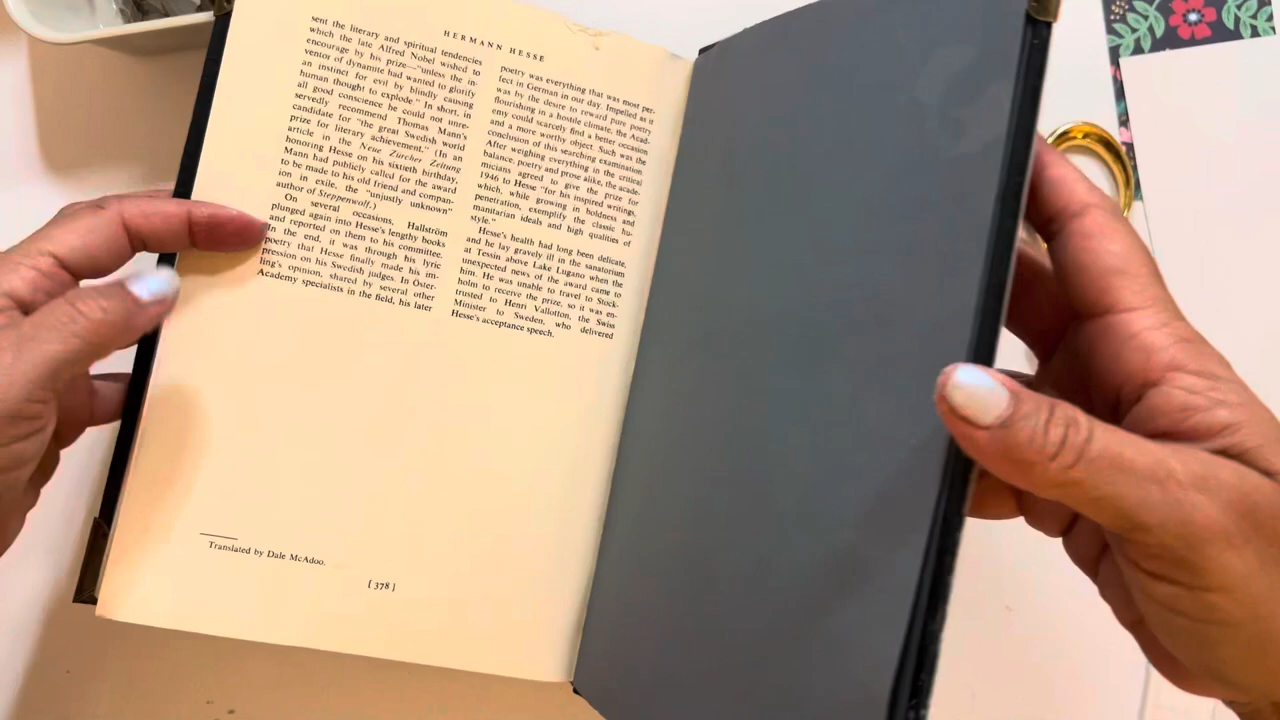 HERMANN HESSE
sent the literary and spiritual tendencies
which the late Alfred Nobel wished to
encourage by his prize—"unless the in-
ventor of dynamite had wanted to glorify
an instinct for evil by blindly causing
human thought to explode." In short, in
all good conscience he could not unre-
servedly recommend Thomas Mann's
candidate for "the great Swedish world
prize for literary achievement." (In an
article in the Neue Zürcher Zeitung
honoring Hesse on his sixtieth birthday,
Mann had publicly called for the award
to be made to his old friend and compan-
ion in exile, the "unjustly unknown"
author of Steppenwolf.)
On several occasions, Hallström
plunged again into Hesse's lengthy books
and reported on them to his committee.
In the end, it was through his lyric
poetry that Hesse finally made his im-
pression on his Swedish judges. In Öster-
ling's opinion, shared by several other
Academy specialists in the field, his later
poetry was everything that was most per-
fect in German in our day. Impelled as it
was by the desire to reward pure poetry
flourishing in a hostile climate, the Acad-
emy could scarcely find a better occasion
and a more worthy object. Such was the
conclusion of this searching examination.
After weighing everything in the critical
balance, poetry and prose alike, the acade-
micians agreed to give the prize for
1946 to Hesse "for his inspired writings,
which, while growing in boldness and
penetration, exemplify the classic hu-
manitarian ideals and high qualities of
style."
Hesse's health had long been delicate,
and he lay gravely ill in the sanatorium
at Tessin above Lake Lugano when the
unexpected news of the award came to
him. He was unable to travel to Stock-
holm to receive the prize, so it was en-
trusted to Henri Vallotton, the Swiss
Minister to Sweden, who delivered
Hesse's acceptance speech.
Translated by Dale McAdoo.
[ 378 ]